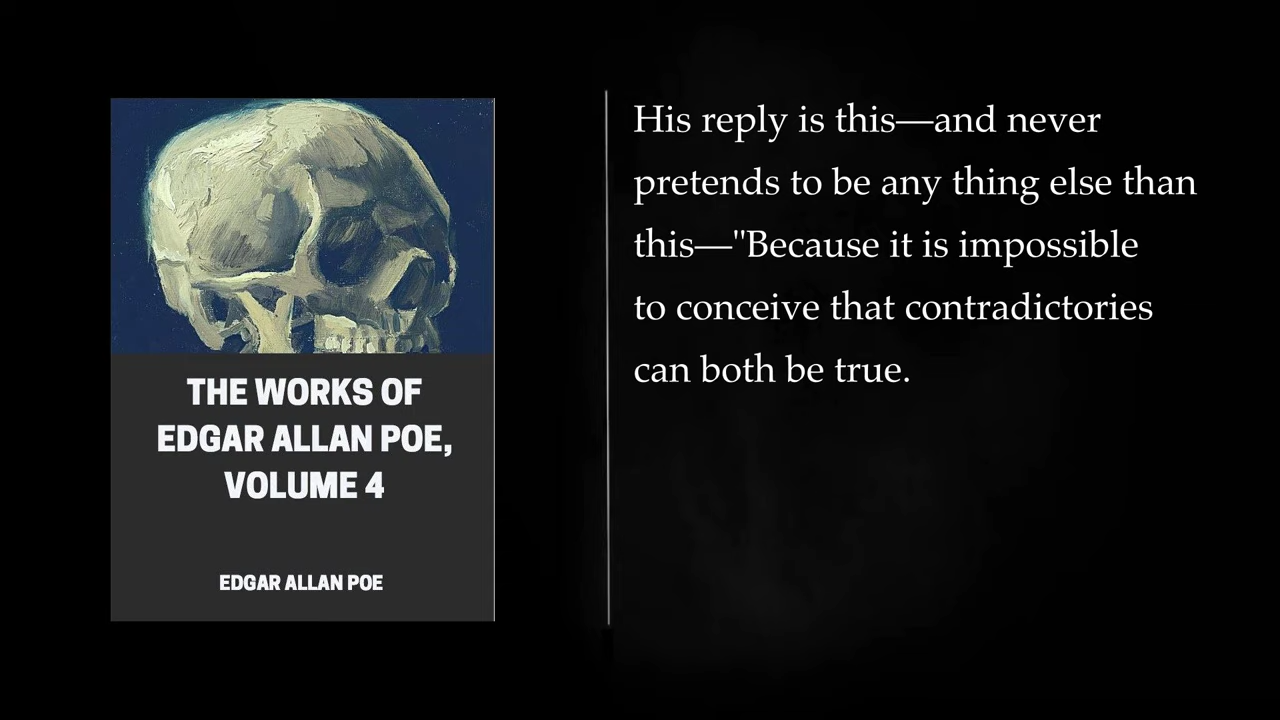 THE WORKS OF
EDGAR ALLAN POE,
VOLUME 4
EDGAR ALLAN POE
His reply is this—and never
pretends to be any thing else than
this—"Because it is impossible
to conceive that contradictories
can both be true.